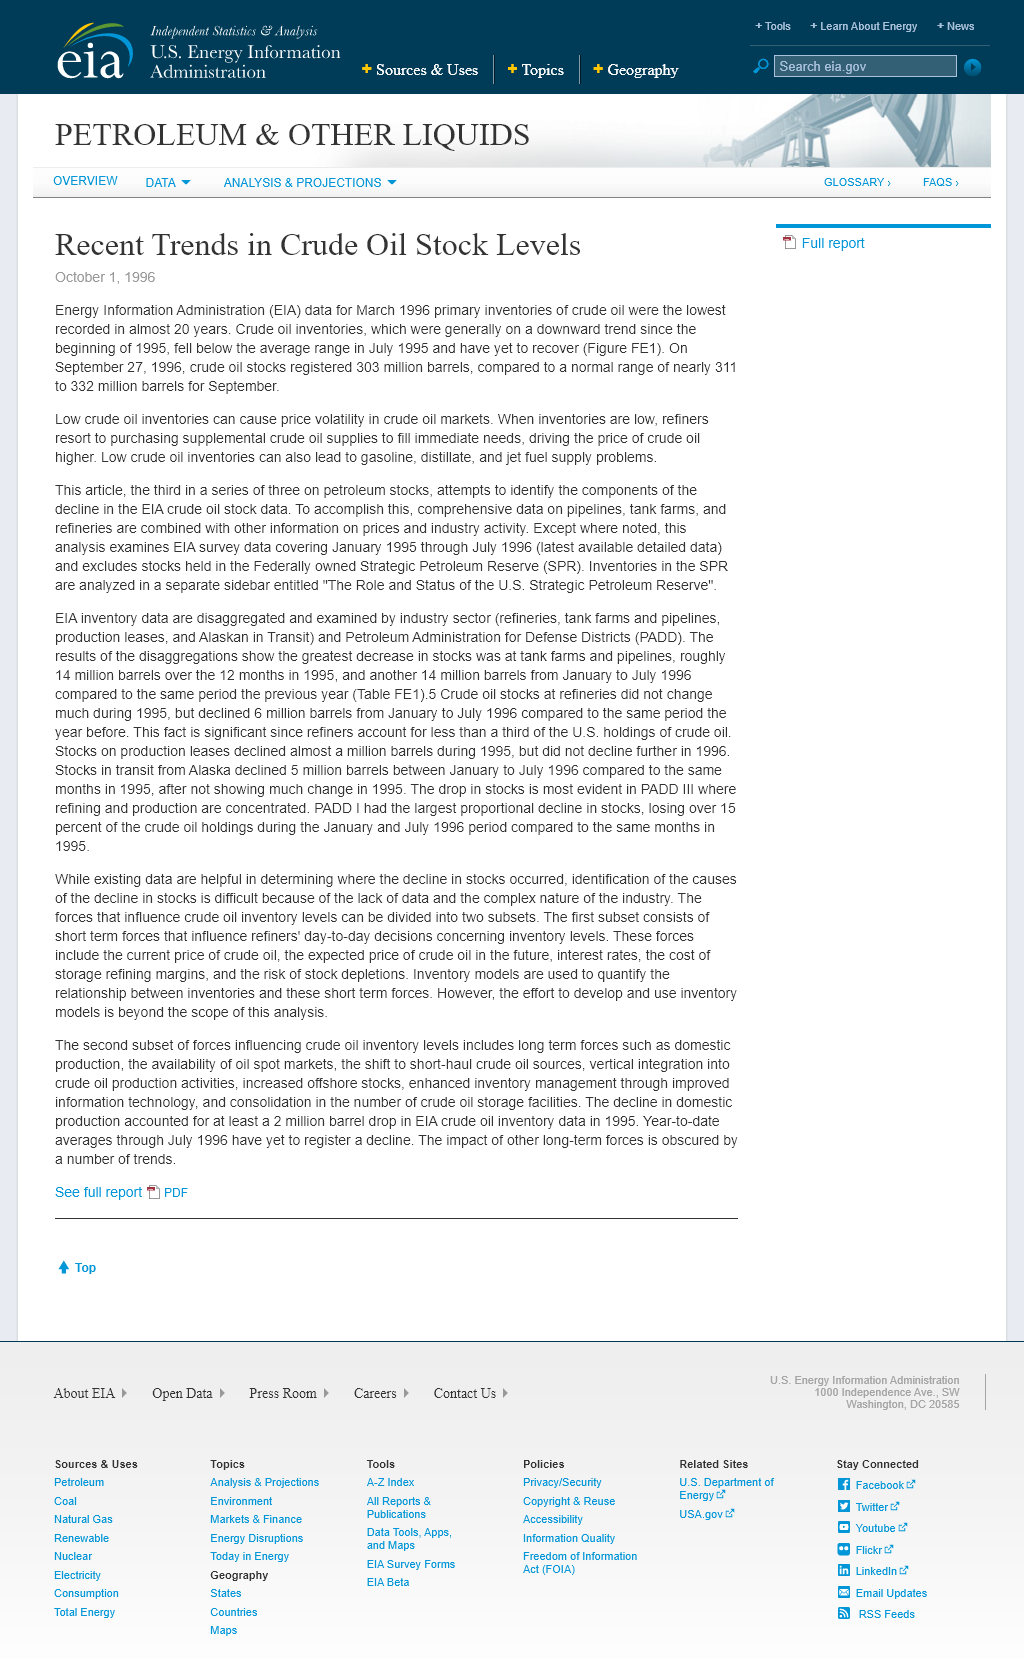 + Tools + Learn About Energy + News
eia
Independent Statistics & Analysis
U.S. Energy Information
Administration
+ Sources & Uses + Topics + Geography
Search eia.gov
PETROLEUM & OTHER LIQUIDS
OVERVIEW DATA ANALYSIS & PROJECTIONS GLOSSARY › FAQS ›
Recent Trends in Crude Oil Stock Levels
October 1, 1996
Full report
Energy Information Administration (EIA) data for March 1996 primary inventories of crude oil were the lowest
recorded in almost 20 years. Crude oil inventories, which were generally on a downward trend since the
beginning of 1995, fell below the average range in July 1995 and have yet to recover (Figure FE1). On
September 27, 1996, crude oil stocks registered 303 million barrels, compared to a normal range of nearly 311
to 332 million barrels for September.
Low crude oil inventories can cause price volatility in crude oil markets. When inventories are low, refiners
resort to purchasing supplemental crude oil supplies to fill immediate needs, driving the price of crude oil
higher. Low crude oil inventories can also lead to gasoline, distillate, and jet fuel supply problems.
This article, the third in a series of three on petroleum stocks, attempts to identify the components of the
decline in the EIA crude oil stock data. To accomplish this, comprehensive data on pipelines, tank farms, and
refineries are combined with other information on prices and industry activity. Except where noted, this
analysis examines EIA survey data covering January 1995 through July 1996 (latest available detailed data)
and excludes stocks held in the Federally owned Strategic Petroleum Reserve (SPR). Inventories in the SPR
are analyzed in a separate sidebar entitled "The Role and Status of the U.S. Strategic Petroleum Reserve".
EIA inventory data are disaggregated and examined by industry sector (refineries, tank farms and pipelines,
production leases, and Alaskan in Transit) and Petroleum Administration for Defense Districts (PADD). The
results of the disaggregations show the greatest decrease in stocks was at tank farms and pipelines, roughly
14 million barrels over the 12 months in 1995, and another 14 million barrels from January to July 1996
compared to the same period the previous year (Table FE1).5 Crude oil stocks at refineries did not change
much during 1995, but declined 6 million barrels from January to July 1996 compared to the same period the
year before. This fact is significant since refiners account for less than a third of the U.S. holdings of crude oil.
Stocks on production leases declined almost a million barrels during 1995, but did not decline further in 1996.
Stocks in transit from Alaska declined 5 million barrels between January to July 1996 compared to the same
months in 1995, after not showing much change in 1995. The drop in stocks is most evident in PADD III where
refining and production are concentrated. PADD I had the largest proportional decline in stocks, losing over 15
percent of the crude oil holdings during the January and July 1996 period compared to the same months in
1995.
While existing data are helpful in determining where the decline in stocks occurred, identification of the causes
of the decline in stocks is difficult because of the lack of data and the complex nature of the industry. The
forces that influence crude oil inventory levels can be divided into two subsets. The first subset consists of
short term forces that influence refiners' day-to-day decisions concerning inventory levels. These forces
include the current price of crude oil, the expected price of crude oil in the future, interest rates, the cost of
storage refining margins, and the risk of stock depletions. Inventory models are used to quantify the
relationship between inventories and these short term forces. However, the effort to develop and use inventory
models is beyond the scope of this analysis.
The second subset of forces influencing crude oil inventory levels includes long term forces such as domestic
production, the availability of oil spot markets, the shift to short-haul crude oil sources, vertical integration into
crude oil production activities, increased offshore stocks, enhanced inventory management through improved
information technology, and consolidation in the number of crude oil storage facilities. The decline in domestic
production accounted for at least a 2 million barrel drop in EIA crude oil inventory data in 1995. Year-to-date
averages through July 1996 have yet to register a decline. The impact of other long-term forces is obscured by
a number of trends.
See full report PDF
Top
About EIA Open Data Press Room Careers Contact Us
U.S. Energy Information Administration
1000 Independence Ave., SW
Washington, DC 20585
Sources & Uses
Petroleum
Coal
Natural Gas
Renewable
Nuclear
Electricity
Consumption
Total Energy
Topics
Analysis & Projections
Environment
Markets & Finance
Energy Disruptions
Today in Energy
Geography
States
Countries
Maps
Tools
A-Z Index
All Reports &
Publications
Data Tools, Apps,
and Maps
EIA Survey Forms
EIA Beta
Policies
Privacy/Security
Copyright & Reuse
Accessibility
Information Quality
Freedom of Information
Act (FOIA)
Related Sites
U.S. Department of
Energy
USA.gov
Stay Connected
Facebook
Twitter
Youtube
Flickr
LinkedIn
Email Updates
RSS Feeds